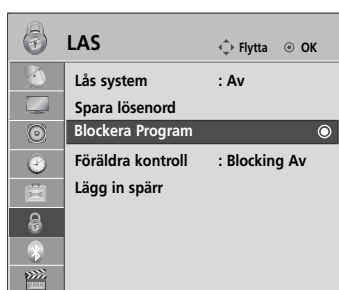 LAS
Flytta OK
Lås system : Av
Spara lösenord
Blockera Program
Föräldra kontroll : Blocking Av
Lägg in spärr